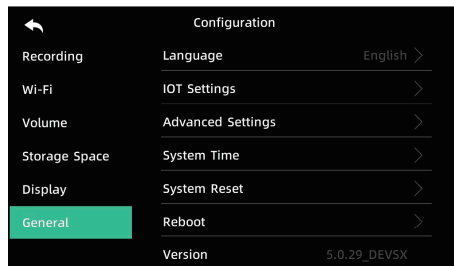 Configuration
Recording
Wi-Fi
Volume
Storage Space
Display
General
Language English
IOT Settings
Advanced Settings
System Time
System Reset
Reboot
Version 5.0.29_DEVSX